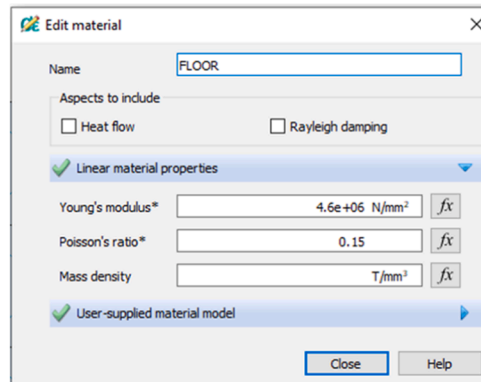 Edit material
Name FLOOR
Aspects to include
Heat flow Rayleigh damping
Linear material properties
Young's modulus* 4.6e+06 N/mm² fx
Poisson's ratio* 0.15 fx
Mass density T/mm³ fx
User-supplied material model
Close Help